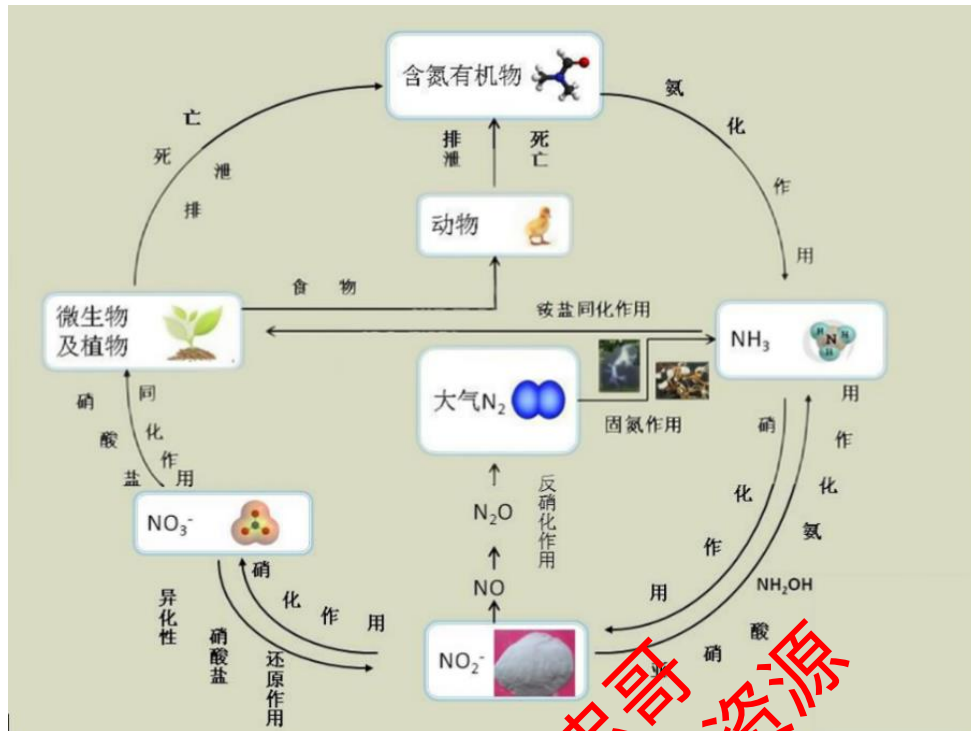 含氮有机物
氨化作用
死亡
排泄
排泄
死亡
动物
食物
微生物
及植物
铵盐同化作用
NH₃
大气N₂
固氮作用
硝酸盐
同化作用
硝化作用
亚硝酸氨化作用
NH₂OH
反硝化作用
N₂O
NO
NO₃⁻
NO₂⁻
硝化作用
异化性
硝酸盐
还原作用
哥
资源